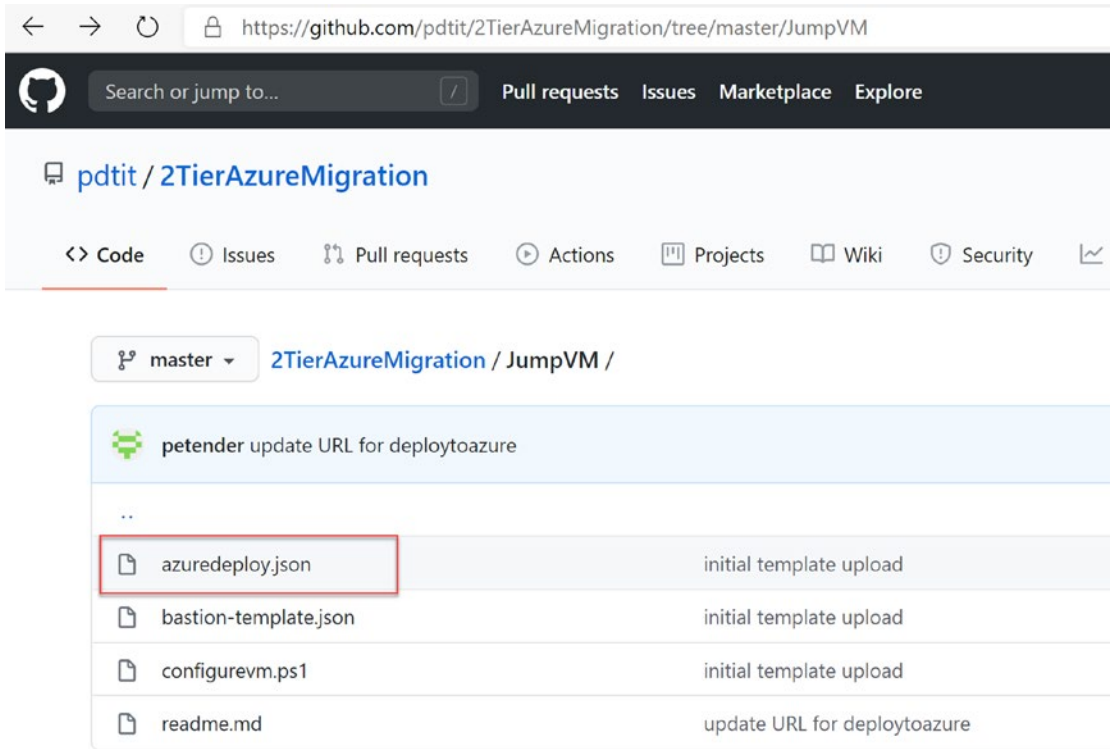 https://github.com/pdtit/2TierAzureMigration/tree/master/JumpVM
Search or jump to... / Pull requests Issues Marketplace Explore
pdtit / 2TierAzureMigration
<> Code Issues Pull requests Actions Projects Wiki Security
master 2TierAzureMigration / JumpVM /
petender update URL for deploytoazure
..
azuredeploy.json initial template upload
bastion-template.json initial template upload
configurevm.ps1 initial template upload
readme.md update URL for deploytoazure